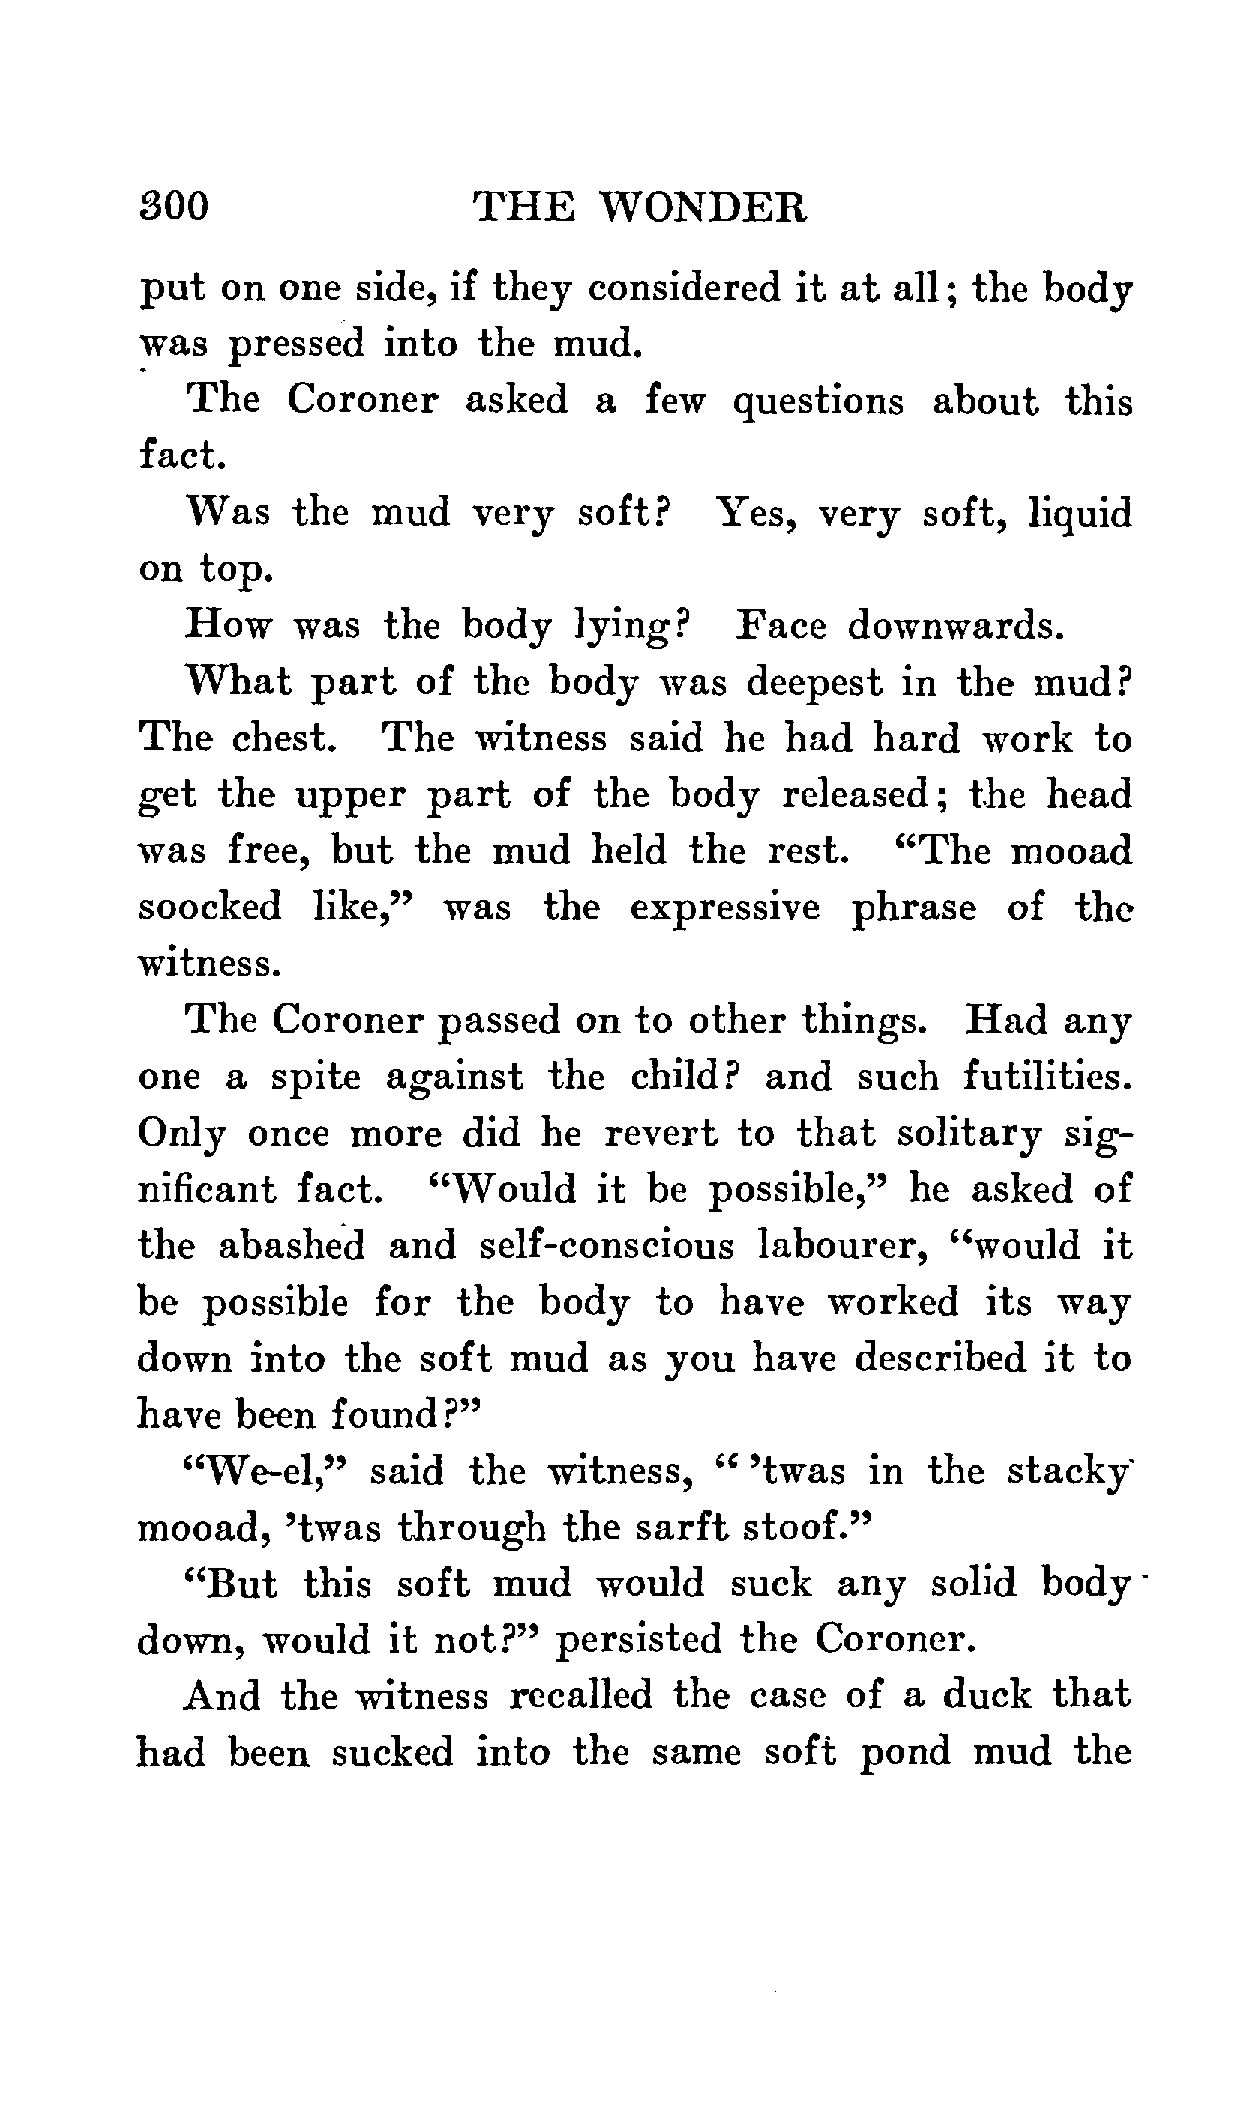 300 THE WONDER
put on one side, if they considered it at all; the body
was pressed into the mud.
The Coroner asked a few questions about this
fact.
Was the mud very soft? Yes, very soft, liquid
on top.
How was the body lying? Face downwards.
What part of the body was deepest in the mud?
The chest. The witness said he had hard work to
get the upper part of the body released; the head
was free, but the mud held the rest. “The mooad
soocked like,” was the expressive phrase of the
witness.
The Coroner passed on to other things. Had any
one a spite against the child? and such futilities.
Only once more did he revert to that solitary sig-
nificant fact. “Would it be possible,” he asked of
the abashed and self-conscious labourer, “would it
be possible for the body to have worked its way
down into the soft mud as you have described it to
have been found?”
“We-el,” said the witness, “ ’twas in the stacky
mooad, ’twas through the sarft stoof.”
“But this soft mud would suck any solid body
down, would it not?” persisted the Coroner.
And the witness recalled the case of a duck that
had been sucked into the same soft pond mud the